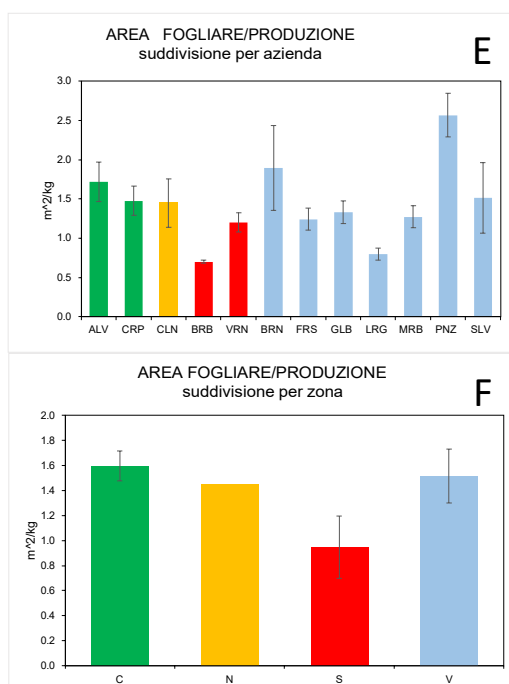 AREA FOGLIARE/PRODUZIONE
suddivisione per azienda
E
3.0
2.5
2.0
1.5
1.0
0.5
0.0
m^2/kg
ALV CRP CLN BRB VRN BRN FRS GLB LRG MRB PNZ SLV
AREA FOGLIARE/PRODUZIONE
suddivisione per zona
F
2.0
1.8
1.6
1.4
1.2
1.0
0.8
0.6
0.4
0.2
0.0
m^2/kg
C N S V